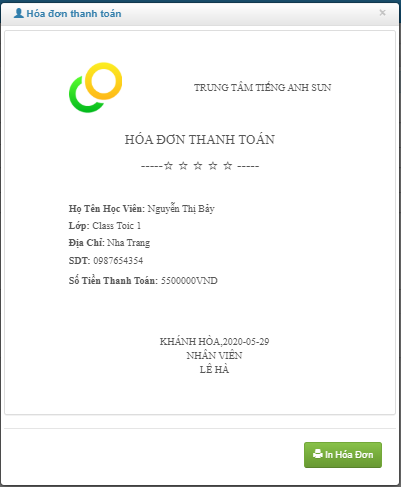 Hóa đơn thanh toán
×
TRUNG TÂM TIẾNG ANH SUN
HÓA ĐƠN THANH TOÁN
-----☆ ☆ ☆ ☆ ☆ -----
Họ Tên Học Viên: Nguyễn Thị Bảy
Lớp: Class Toic 1
Địa Chỉ: Nha Trang
SDT: 0987654354
Số Tiền Thanh Toán: 5500000VND
KHÁNH HÒA,2020-05-29
NHÂN VIÊN
LÊ HÀ
In Hóa Đơn